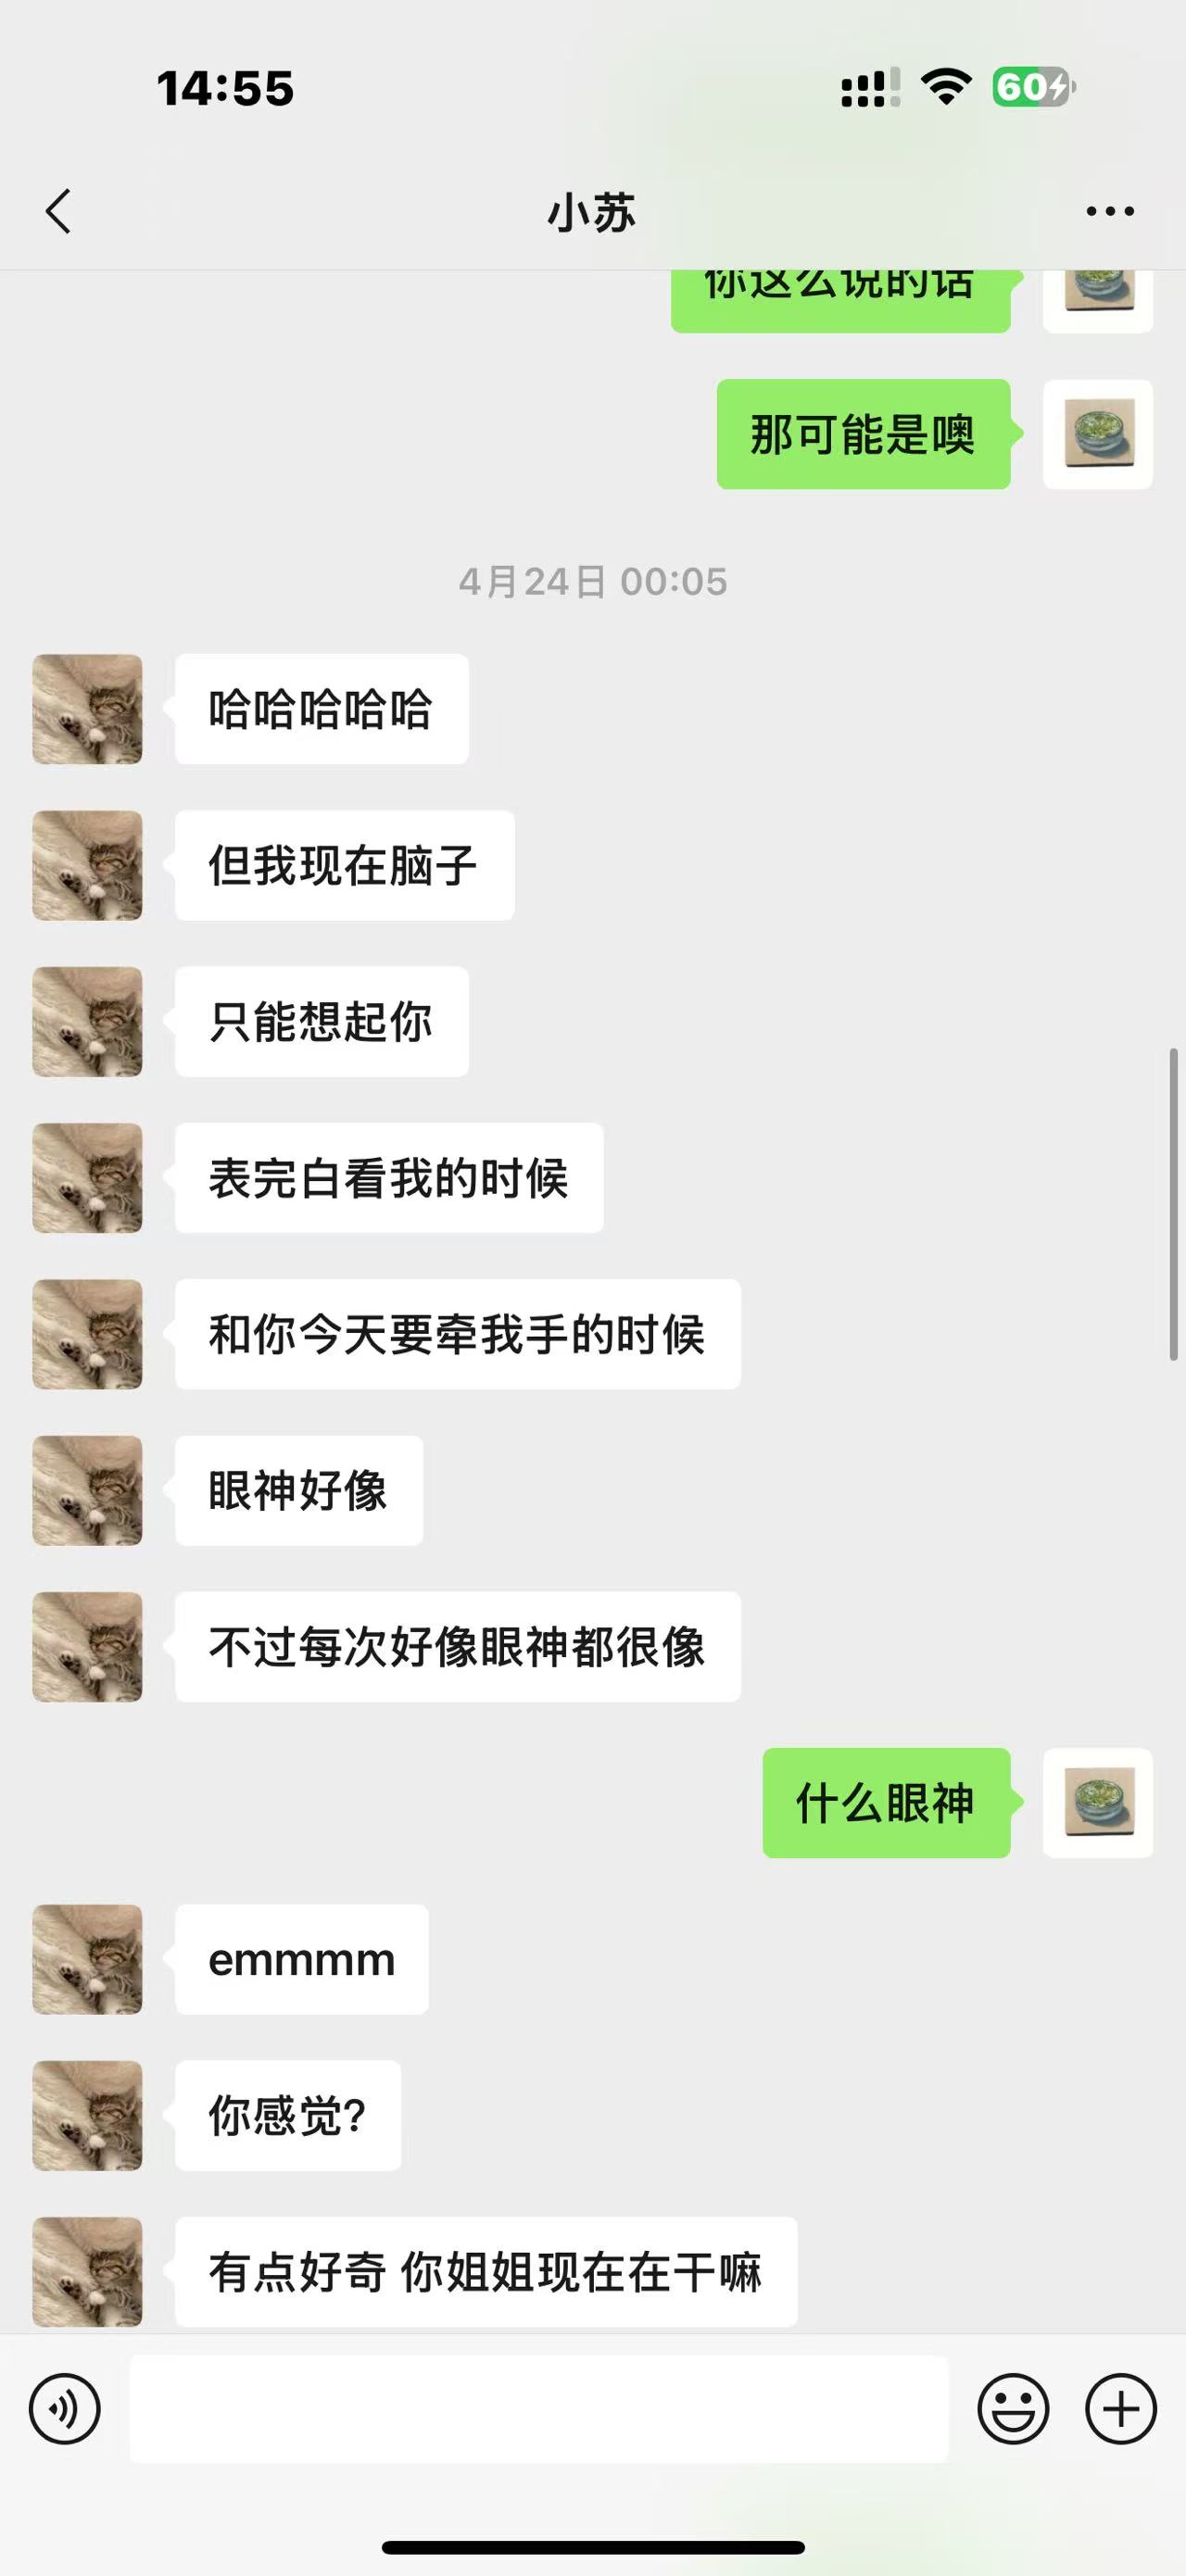 14:55
60
小苏
你这么说的话
那可能是噢
4月24日 00:05
哈哈哈哈哈
但我现在脑子
只能想起你
表完白看我的时候
和你今天要牵我手的时候
眼神好像
不过每次好像眼神都很像
什么眼神
emmmm
你感觉?
有点好奇 你姐姐现在在干嘛